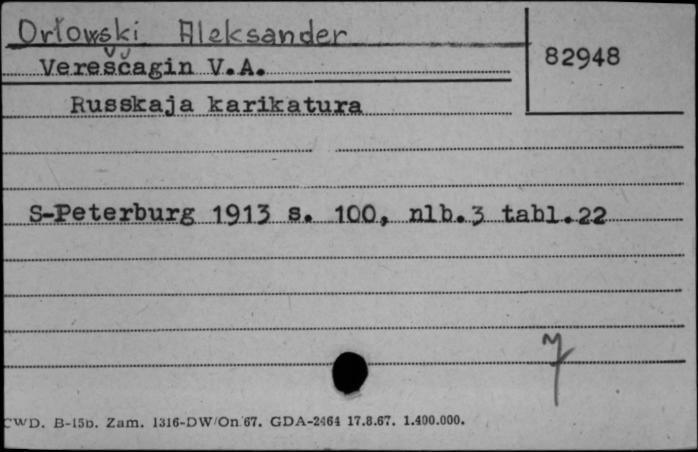 Orłowski Aleksander
82948
Vereščagin V.A.
Russkaja karikatura
S-Peterburg 1913 s. 100, nlb.3 tabl.22
CWD. B-15b. Zam. 1316-DW/On 67. GDA-2464 17.8.67. 1.400.000.